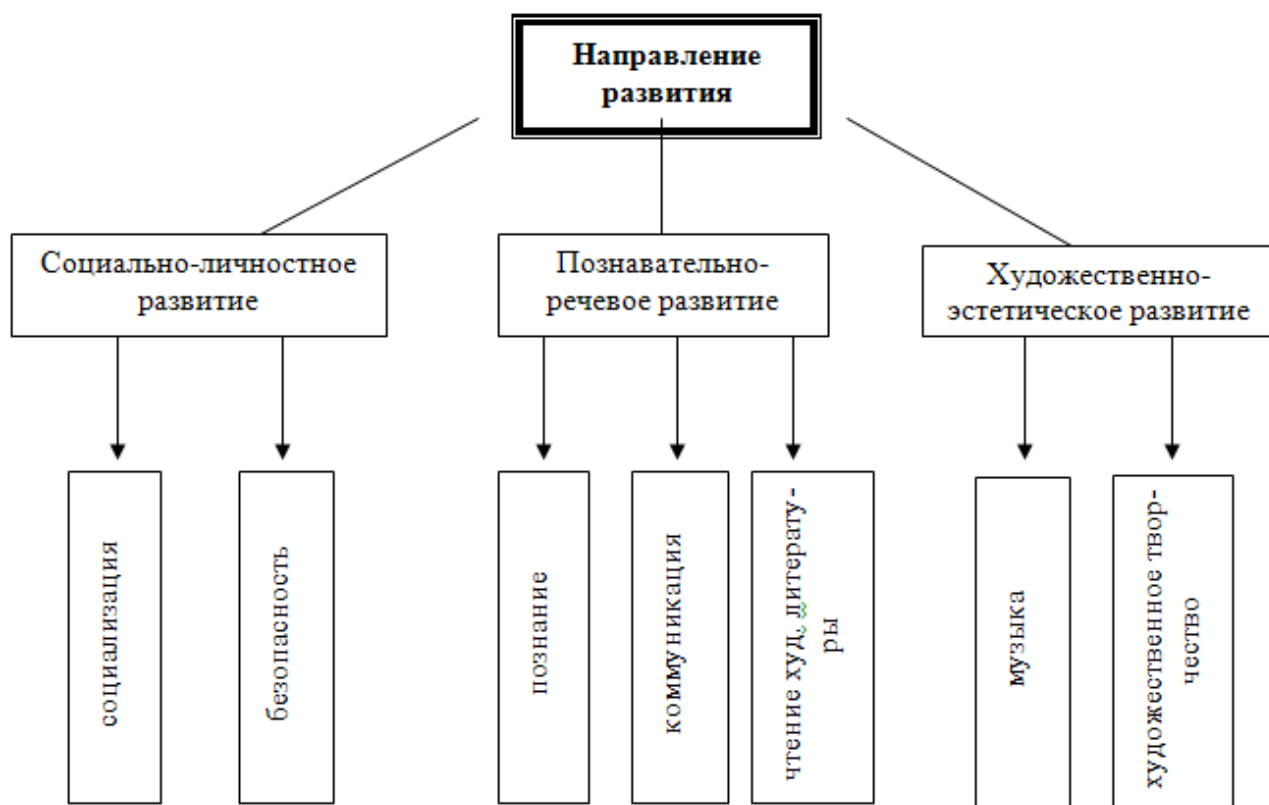 Направление
развития
Социально-личностное
развитие
Познавательно-
речевое развитие
Художественно-
эстетическое развитие
социализация
безопасность
познание
коммуникация
чтение худ. литерату-
ры
музыка
художественное твор-
чество